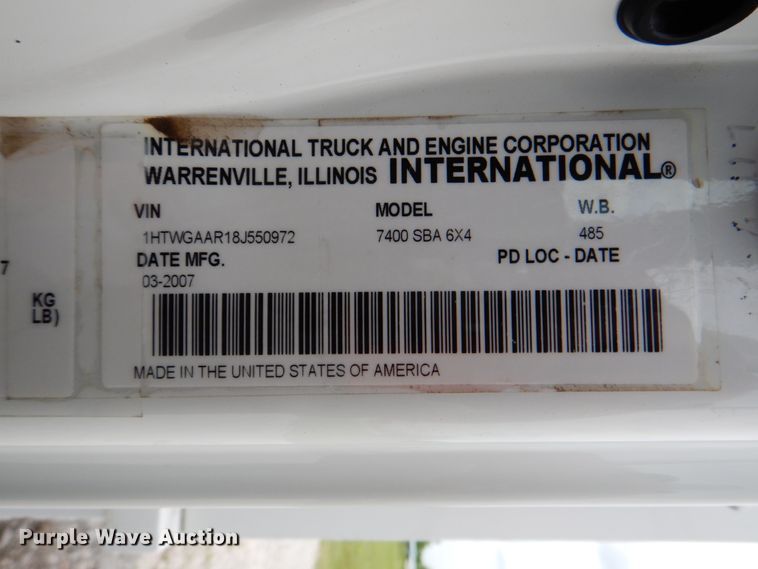 INTERNATIONAL TRUCK AND ENGINE CORPORATION
WARRENVILLE, ILLINOIS INTERNATIONAL®
VIN MODEL W.B.
1HTWGAAR18J550972 7400 SBA 6X4 485
DATE MFG. PD LOC - DATE
03-2007
MADE IN THE UNITED STATES OF AMERICA
7
KG
LB)
Purple Wave Auction